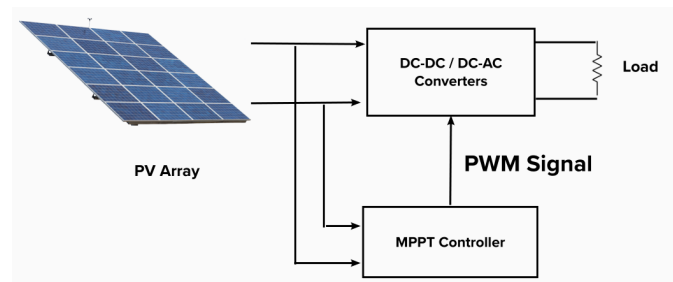 DC-DC / DC-AC
Converters
Load
PV Array
PWM Signal
MPPT Controller